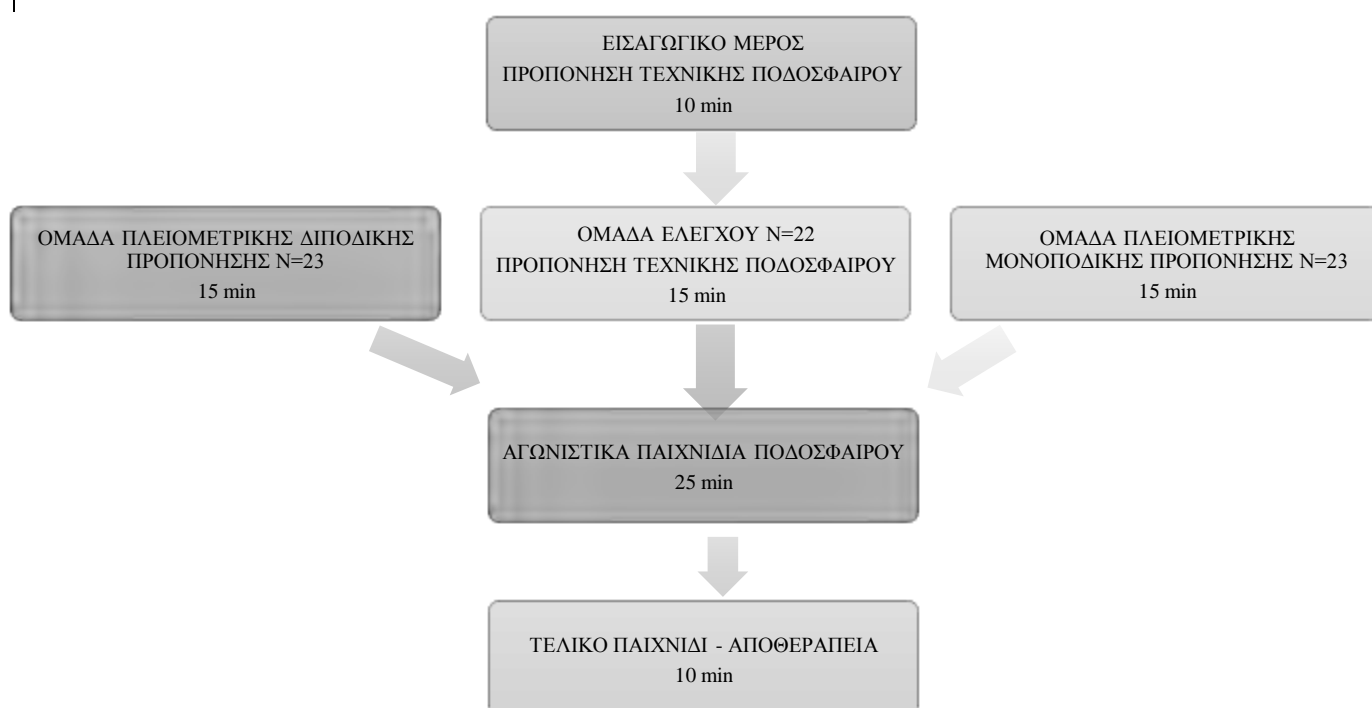 ΕΙΣΑΓΩΓΙΚΟ ΜΕΡΟΣ
ΠΡΟΠΟΝΗΣΗ ΤΕΧΝΙΚΗΣ ΠΟΔΟΣΦΑΙΡΟΥ
10 min
ΟΜΑΔΑ ΠΛΕΙΟΜΕΤΡΙΚΗΣ ΔΙΠΟΔΙΚΗΣ
ΠΡΟΠΟΝΗΣΗΣ Ν=23
15 min
ΟΜΑΔΑ ΕΛΕΓΧΟΥ Ν=22
ΠΡΟΠΟΝΗΣΗ ΤΕΧΝΙΚΗΣ ΠΟΔΟΣΦΑΙΡΟΥ
15 min
ΟΜΑΔΑ ΠΛΕΙΟΜΕΤΡΙΚΗΣ
ΜΟΝΟΠΟΔΙΚΗΣ ΠΡΟΠΟΝΗΣΗΣ Ν=23
15 min
ΑΓΩΝΙΣΤΙΚΑ ΠΑΙΧΝΙΔΙΑ ΠΟΔΟΣΦΑΙΡΟΥ
25 min
ΤΕΛΙΚΟ ΠΑΙΧΝΙΔΙ - ΑΠΟΘΕΡΑΠΕΙΑ
10 min